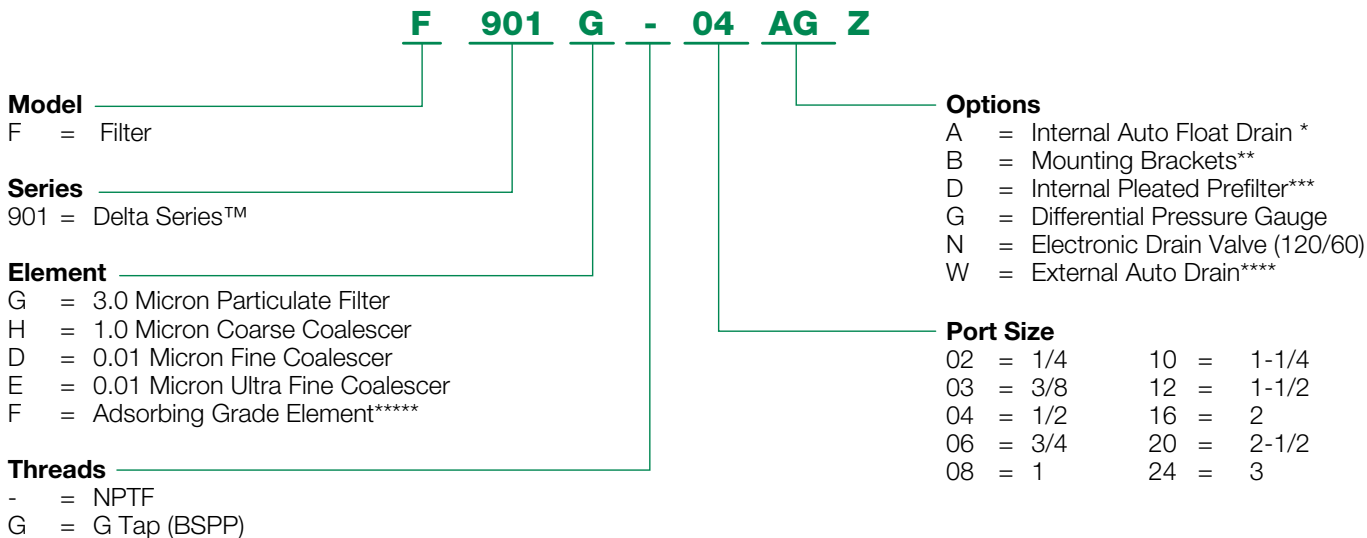 F 901 G - 04 AG Z
Model
F = Filter
Series
901 = Delta Series™
Element
G = 3.0 Micron Particulate Filter
H = 1.0 Micron Coarse Coalescer
D = 0.01 Micron Fine Coalescer
E = 0.01 Micron Ultra Fine Coalescer
F = Adsorbing Grade Element*****
Threads
- = NPTF
G = G Tap (BSPP)
Options
A = Internal Auto Float Drain *
B = Mounting Brackets**
D = Internal Pleated Prefilter***
G = Differential Pressure Gauge
N = Electronic Drain Valve (120/60)
W = External Auto Drain****
Port Size
02 = 1/4 10 = 1-1/4
03 = 3/8 12 = 1-1/2
04 = 1/2 16 = 2
06 = 3/4 20 = 2-1/2
08 = 1 24 = 3